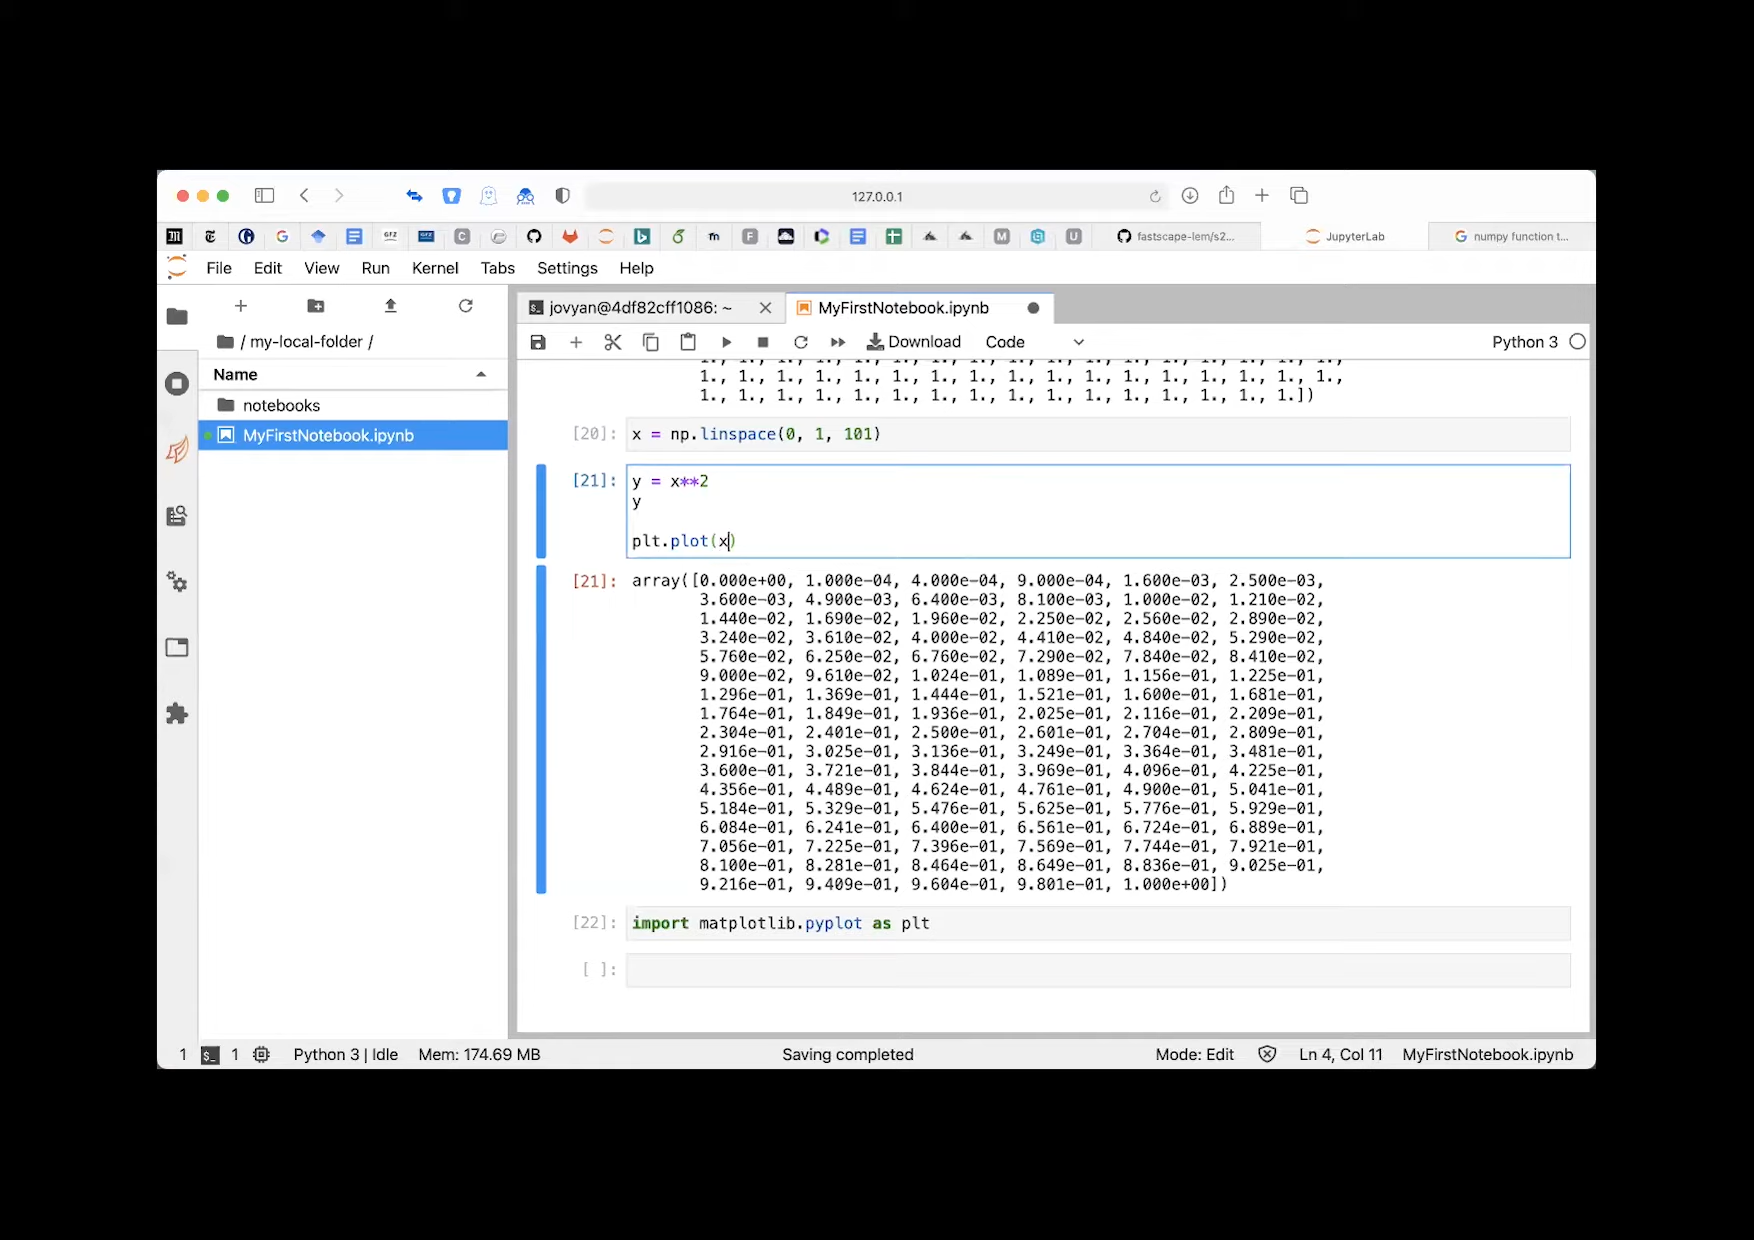 127.0.0.1
fastscape-lem/s2...
JupyterLab
numpy function t...
File Edit View Run Kernel Tabs Settings Help
jovyan@4df82cff1086: ~
MyFirstNotebook.ipynb
/ my-local-folder /
Download Code Python 3
Name
notebooks
MyFirstNotebook.ipynb
1., 1., 1., 1., 1., 1., 1., 1., 1., 1., 1., 1., 1., 1., 1., 1., 1.,
1., 1., 1., 1., 1., 1., 1., 1., 1., 1., 1., 1., 1., 1., 1., 1., 1.,
1., 1., 1., 1., 1., 1., 1., 1., 1., 1., 1., 1., 1., 1., 1., 1.])
[20]: x = np.linspace(0, 1, 101)
[21]: y = x**2
y
plt.plot(x)
[21]: array([0.000e+00, 1.000e-04, 4.000e-04, 9.000e-04, 1.600e-03, 2.500e-03,
3.600e-03, 4.900e-03, 6.400e-03, 8.100e-03, 1.000e-02, 1.210e-02,
1.440e-02, 1.690e-02, 1.960e-02, 2.250e-02, 2.560e-02, 2.890e-02,
3.240e-02, 3.610e-02, 4.000e-02, 4.410e-02, 4.840e-02, 5.290e-02,
5.760e-02, 6.250e-02, 6.760e-02, 7.290e-02, 7.840e-02, 8.410e-02,
9.000e-02, 9.610e-02, 1.024e-01, 1.089e-01, 1.156e-01, 1.225e-01,
1.296e-01, 1.369e-01, 1.444e-01, 1.521e-01, 1.600e-01, 1.681e-01,
1.764e-01, 1.849e-01, 1.936e-01, 2.025e-01, 2.116e-01, 2.209e-01,
2.304e-01, 2.401e-01, 2.500e-01, 2.601e-01, 2.704e-01, 2.809e-01,
2.916e-01, 3.025e-01, 3.136e-01, 3.249e-01, 3.364e-01, 3.481e-01,
3.600e-01, 3.721e-01, 3.844e-01, 3.969e-01, 4.096e-01, 4.225e-01,
4.356e-01, 4.489e-01, 4.624e-01, 4.761e-01, 4.900e-01, 5.041e-01,
5.184e-01, 5.329e-01, 5.476e-01, 5.625e-01, 5.776e-01, 5.929e-01,
6.084e-01, 6.241e-01, 6.400e-01, 6.561e-01, 6.724e-01, 6.889e-01,
7.056e-01, 7.225e-01, 7.396e-01, 7.569e-01, 7.744e-01, 7.921e-01,
8.100e-01, 8.281e-01, 8.464e-01, 8.649e-01, 8.836e-01, 9.025e-01,
9.216e-01, 9.409e-01, 9.604e-01, 9.801e-01, 1.000e+00])
[22]: import matplotlib.pyplot as plt
[ ]:
1 1 Python 3 | Idle Mem: 174.69 MB Saving completed Mode: Edit Ln 4, Col 11 MyFirstNotebook.ipynb